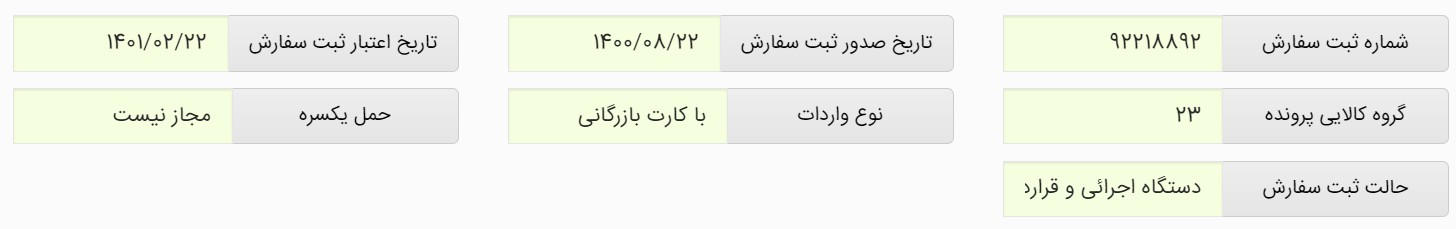 شماره ثبت سفارش ۹۲۲۱۸۸۹۲ تاریخ صدور ثبت سفارش ۱۴۰۰/۰۸/۲۲ تاریخ اعتبار ثبت سفارش ۱۴۰۱/۰۲/۲۲
گروه کالایی پرونده ۲۳ نوع واردات با کارت بازرگانی حمل یکسره مجاز نیست
حالت ثبت سفارش دستگاه اجرائی و قرارد